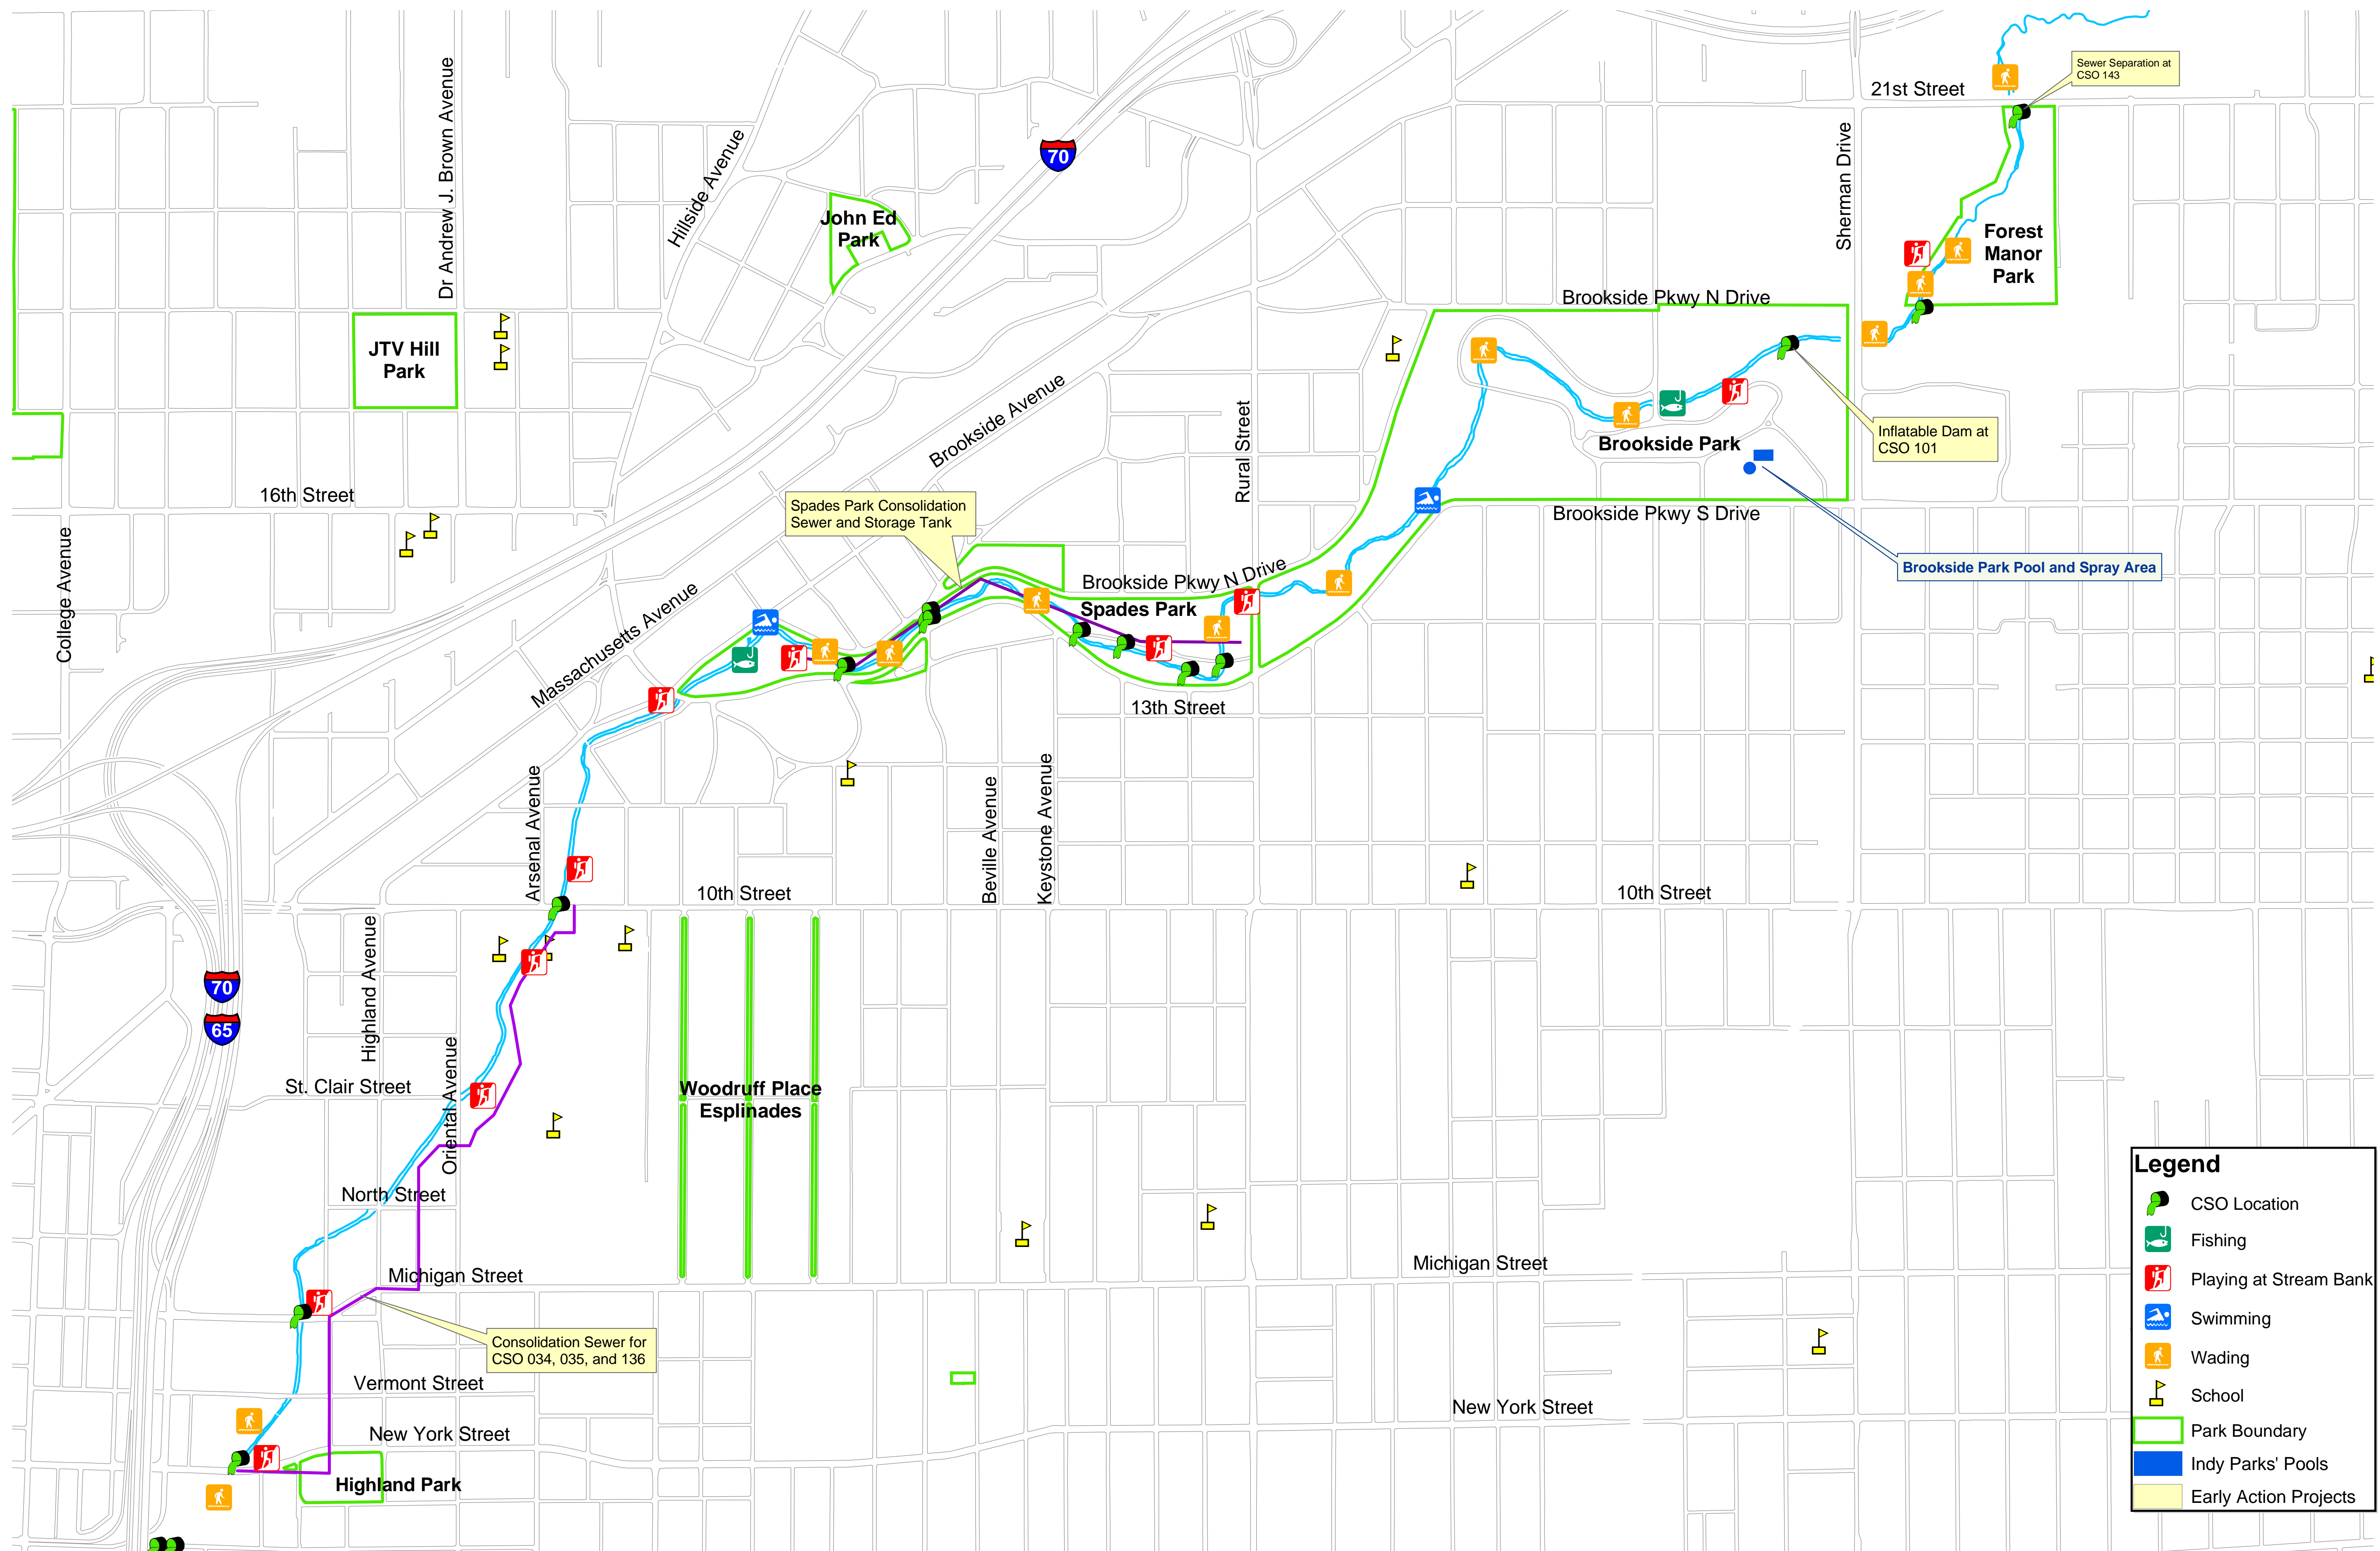 Sewer Separation at
CSO 143
21st Street
Dr Andrew J. Brown Avenue
Hillside Avenue
70
Sherman Drive
John Ed
Park
Forest
Manor
Park
Brookside Pkwy N Drive
JTV Hill
Park
Brookside Avenue
Rural Street
Inflatable Dam at
CSO 101
Brookside Park
16th Street
Spades Park Consolidation
Sewer and Storage Tank
Brookside Pkwy S Drive
College Avenue
Massachusetts Avenue
Brookside Pkwy N Drive
Brookside Park Pool and Spray Area
Spades Park
13th Street
Arsenal Avenue
Beville Avenue
Keystone Avenue
10th Street
10th Street
Highland Avenue
70
65
Oriental Avenue
St. Clair Street
Woodruff Place
Esplinades
North Street
Michigan Street
Michigan Street
Consolidation Sewer for
CSO 034, 035, and 136
Vermont Street
New York Street
New York Street
Highland Park
Legend
CSO Location
Fishing
Playing at Stream Bank
Swimming
Wading
School
Park Boundary
Indy Parks' Pools
Early Action Projects